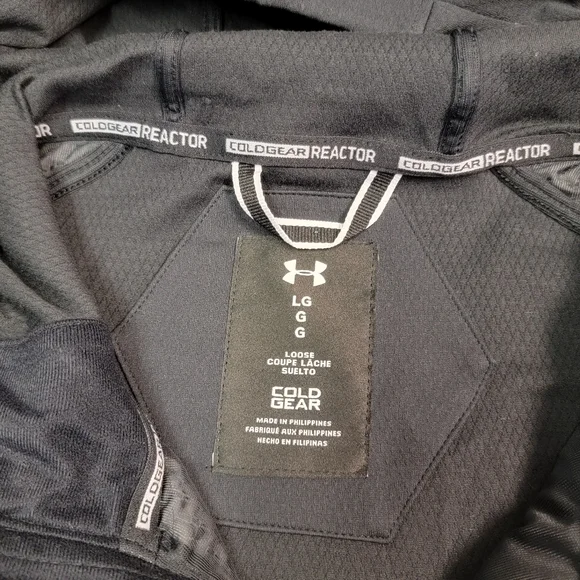 COLDGEAR REACTOR COLDGEAR REACTOR COLDGEAR REACTOR
LG
G
G
LOOSE
COUPE LÂCHE
SUELTO
COLD
GEAR
MADE IN PHILIPPINES
FABRIQUÉ AUX PHILIPPINES
HECHO EN FILIPINAS
COLDGEAR